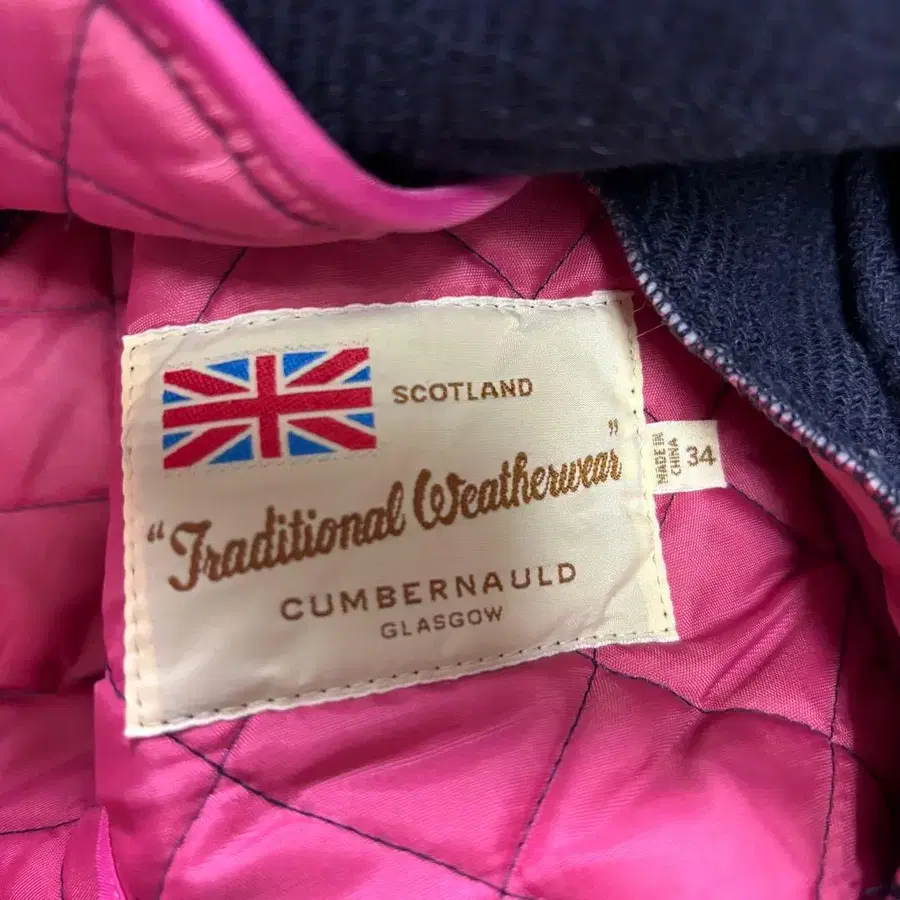 SCOTLAND
"Traditional Weatherwear"
CUMBERNAULD
GLASGOW
MADE IN
CHINA
34